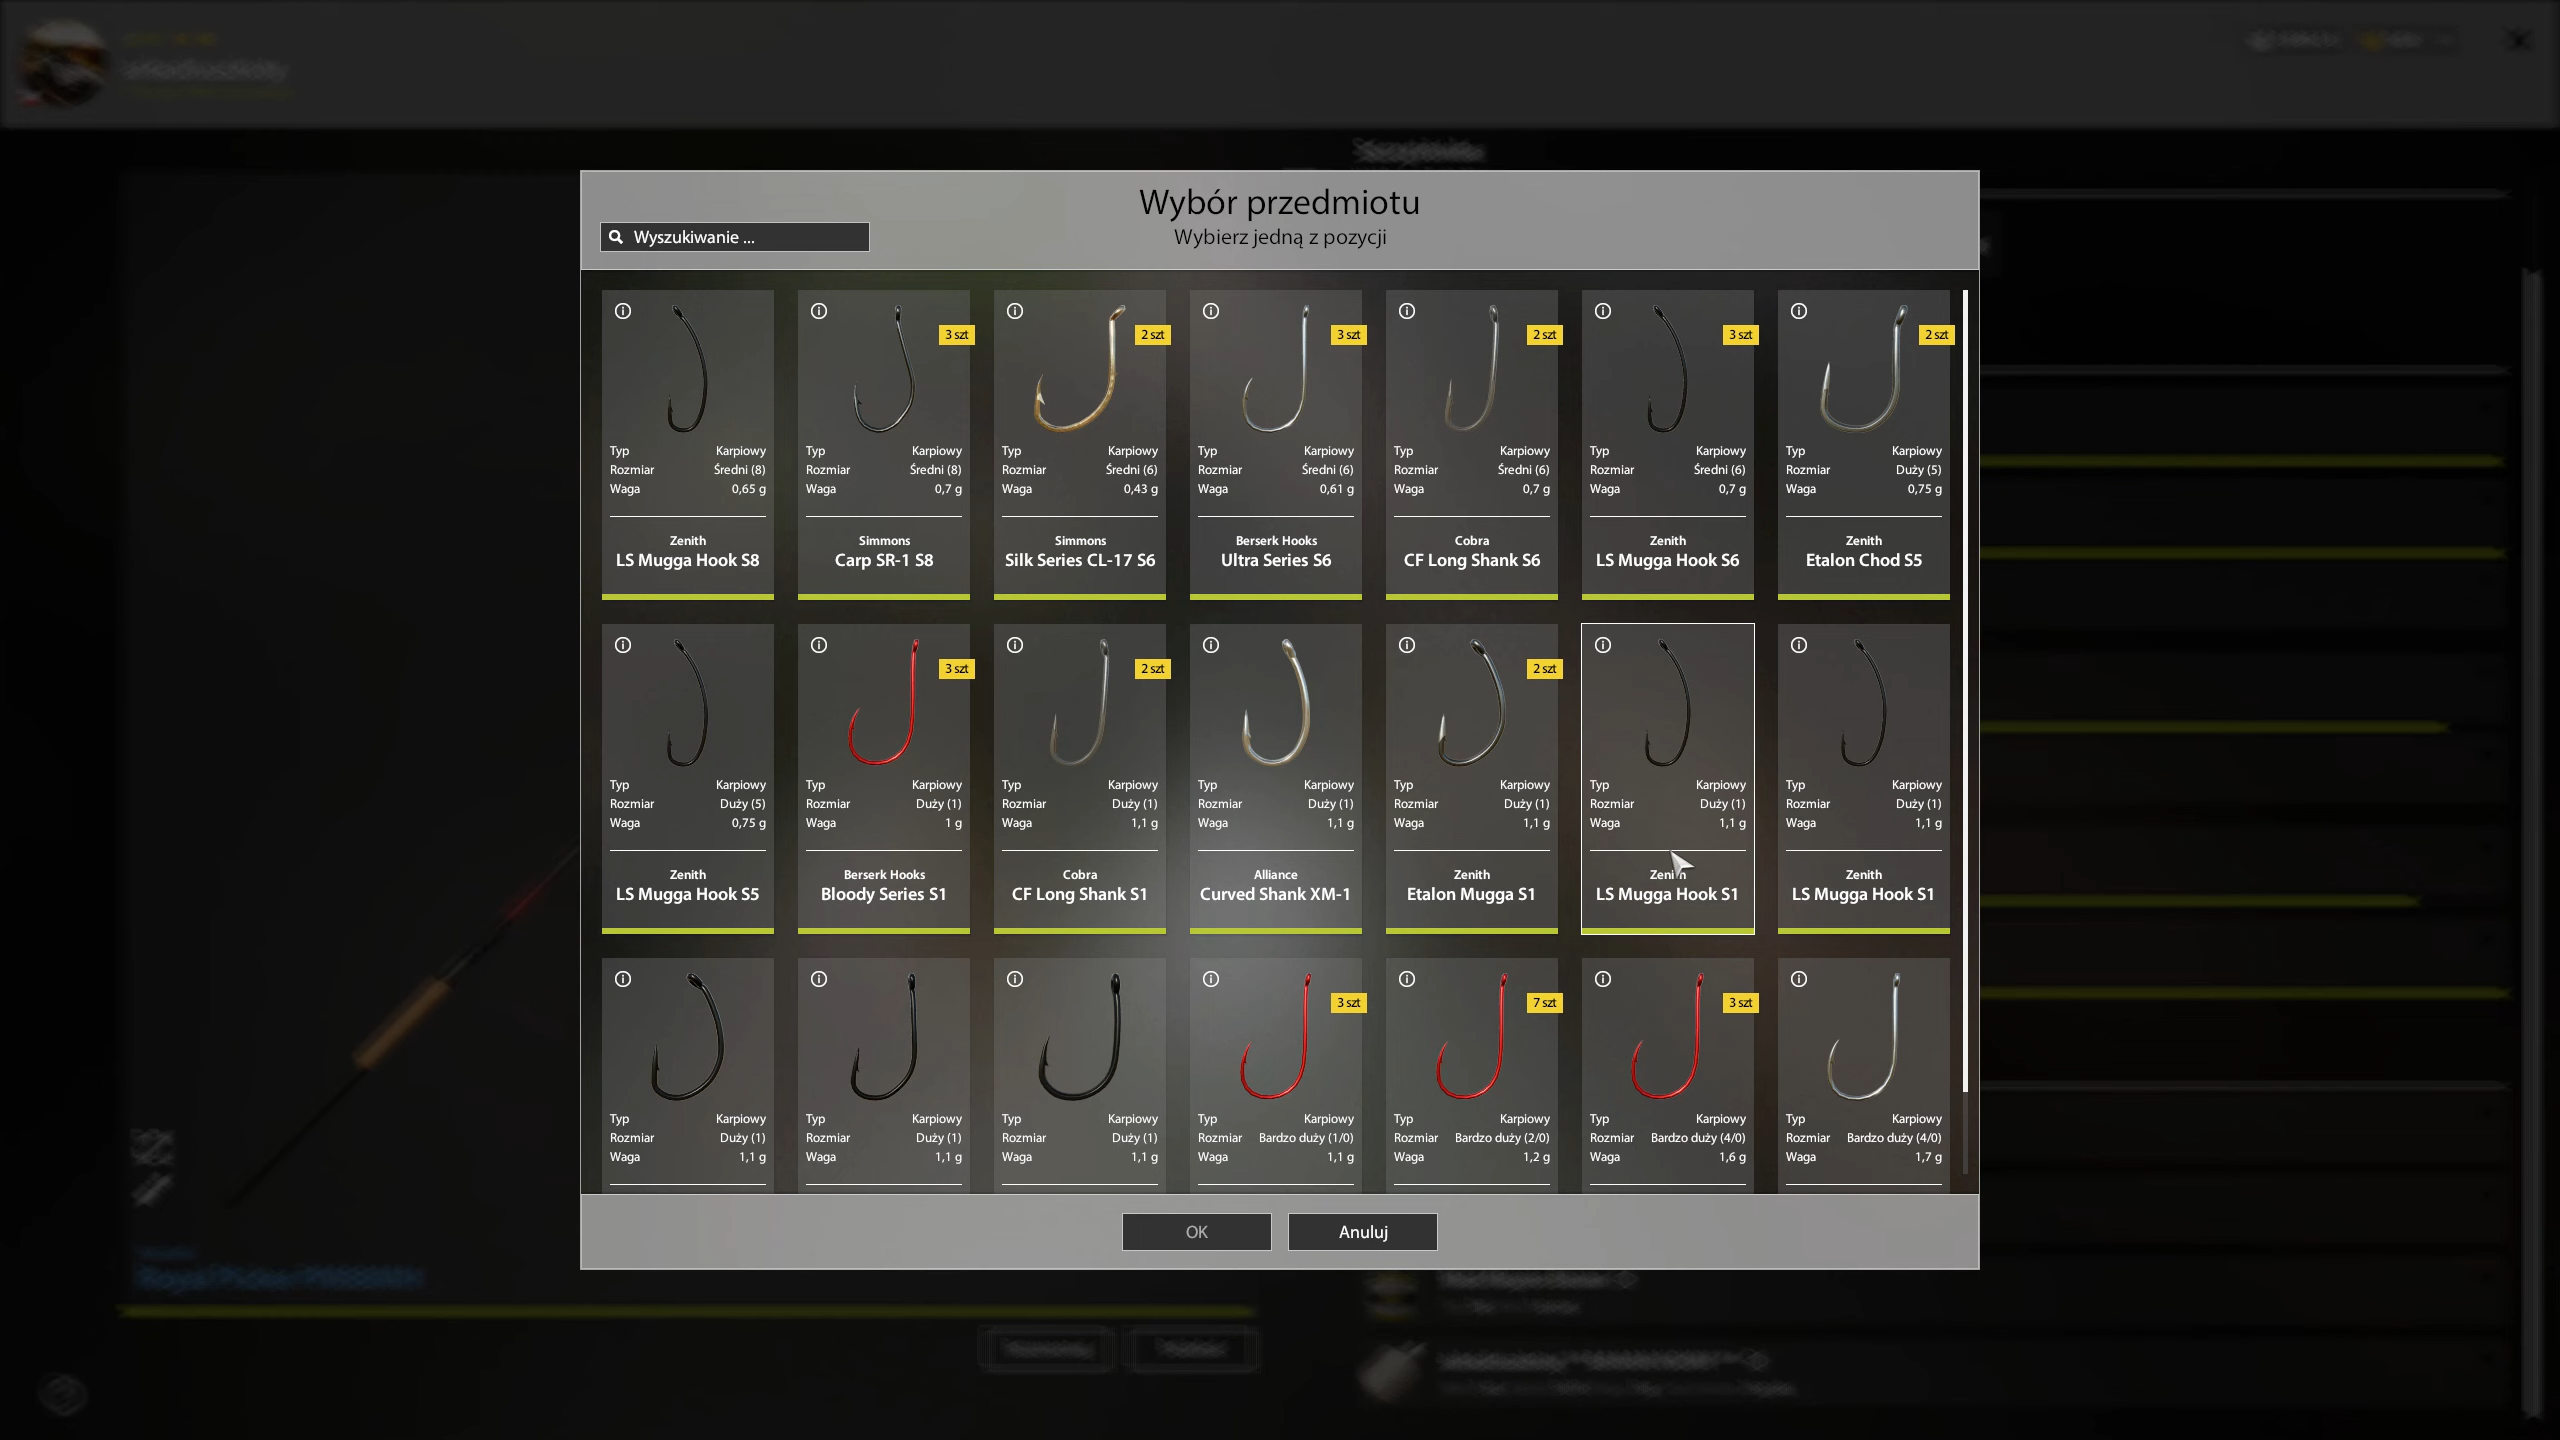 Wybór przedmiotu
Wyszukiwanie ...
Wybierz jedną z pozycji
3 szt
2 szt
3 szt
2 szt
3 szt
2 szt
Typ Karpiowy Typ Karpiowy Typ Karpiowy Typ Karpiowy Typ Karpiowy Typ Karpiowy Typ Karpiowy
Rozmiar Średni (8) Rozmiar Średni (8) Rozmiar Średni (6) Rozmiar Średni (6) Rozmiar Średni (6) Rozmiar Średni (6) Rozmiar Duży (5)
Waga 0,65 g Waga 0,7 g Waga 0,43 g Waga 0,61 g Waga 0,7 g Waga 0,7 g Waga 0,75 g
Zenith Simmons Simmons Berserk Hooks Cobra Zenith Zenith
LS Mugga Hook S8 Carp SR-1 S8 Silk Series CL-17 S6 Ultra Series S6 CF Long Shank S6 LS Mugga Hook S6 Etalon Chod S5
3 szt
2 szt
2 szt
Typ Karpiowy Typ Karpiowy Typ Karpiowy Typ Karpiowy Typ Karpiowy Typ Karpiowy Typ Karpiowy
Rozmiar Duży (5) Rozmiar Duży (1) Rozmiar Duży (1) Rozmiar Duży (1) Rozmiar Duży (1) Rozmiar Duży (1) Rozmiar Duży (1)
Waga 0,75 g Waga 1 g Waga 1,1 g Waga 1,1 g Waga 1,1 g Waga 1,1 g Waga 1,1 g
Zenith Berserk Hooks Cobra Alliance Zenith Zenith Zenith
LS Mugga Hook S5 Bloody Series S1 CF Long Shank S1 Curved Shank XM-1 Etalon Mugga S1 LS Mugga Hook S1 LS Mugga Hook S1
3 szt
7 szt
3 szt
Typ Karpiowy Typ Karpiowy Typ Karpiowy Typ Karpiowy Typ Karpiowy Typ Karpiowy Typ Karpiowy
Rozmiar Duży (1) Rozmiar Duży (1) Rozmiar Duży (1) Rozmiar Bardzo duży (1/0) Rozmiar Bardzo duży (2/0) Rozmiar Bardzo duży (4/0) Rozmiar Bardzo duży (4/0)
Waga 1,1 g Waga 1,1 g Waga 1,1 g Waga 1,1 g Waga 1,2 g Waga 1,6 g Waga 1,7 g
OK Anuluj